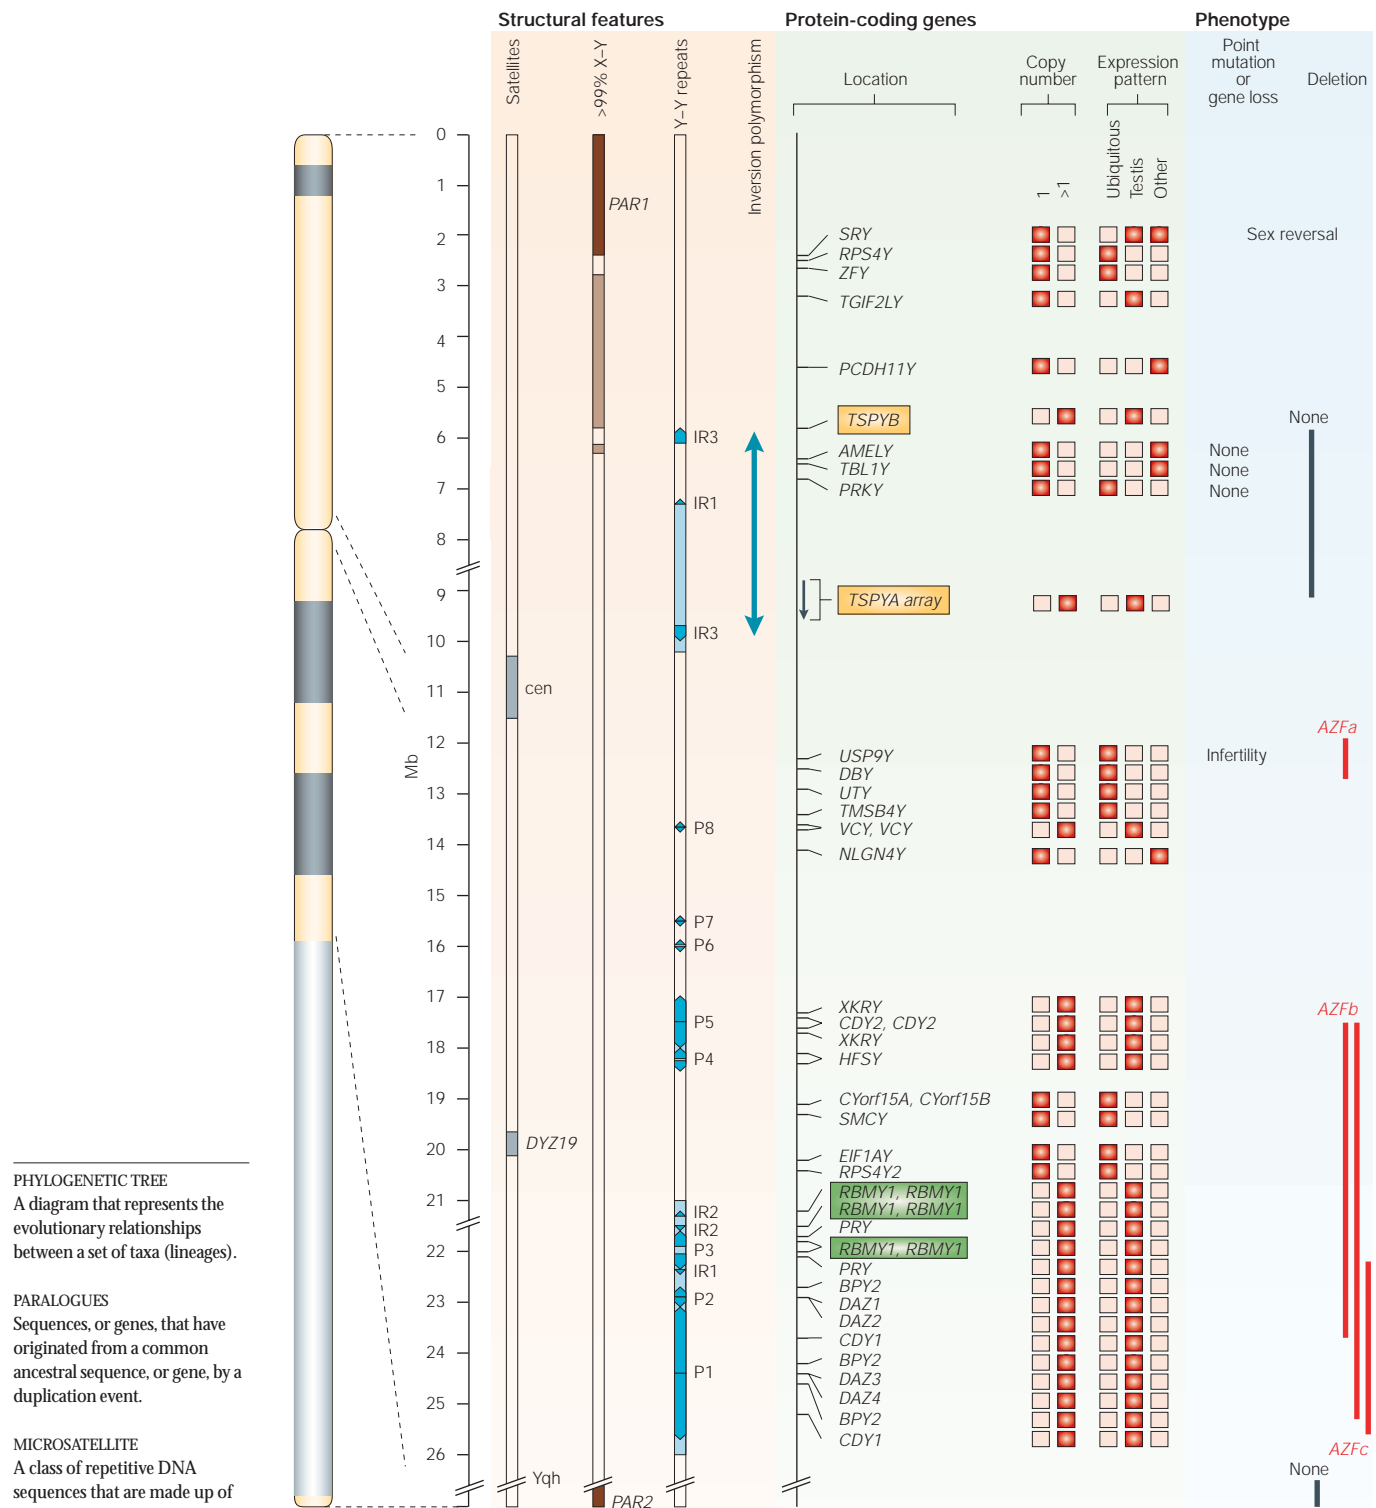 Structural features
Protein-coding genes
Phenotype
Satellites
>99% X–Y
Y–Y repeats
Inversion polymorphism
Location
Copy
number
Expression
pattern
1
>1
Ubiquitous
Testis
Other
Point
mutation
or
gene loss
Deletion
Mb
0
1
2
3
4
5
6
7
8
9
10
11
12
13
14
15
16
17
18
19
20
21
22
23
24
25
26
cen
DYZ19
Yqh
PAR1
PAR2
IR3
IR1
IR3
P8
P7
P6
P5
P4
IR2
IR2
P3
IR1
P2
P1
SRY
RPS4Y
ZFY
TGIF2LY
PCDH11Y
TSPYB
AMELY
TBL1Y
PRKY
TSPYA array
USP9Y
DBY
UTY
TMSB4Y
VCY, VCY
NLGN4Y
XKRY
CDY2, CDY2
XKRY
HFSY
CYorf15A, CYorf15B
SMCY
EIF1AY
RPS4Y2
RBMY1, RBMY1
RBMY1, RBMY1
PRY
RBMY1, RBMY1
PRY
BPY2
DAZ1
DAZ2
CDY1
BPY2
DAZ3
DAZ4
BPY2
CDY1
Sex reversal
None
None
None
None
Infertility
AZFa
AZFb
AZFc
None
PHYLOGENETIC TREE
A diagram that represents the
evolutionary relationships
between a set of taxa (lineages).
PARALOGUES
Sequences, or genes, that have
originated from a common
ancestral sequence, or gene, by a
duplication event.
MICROSATELLITE
A class of repetitive DNA
sequences that are made up of